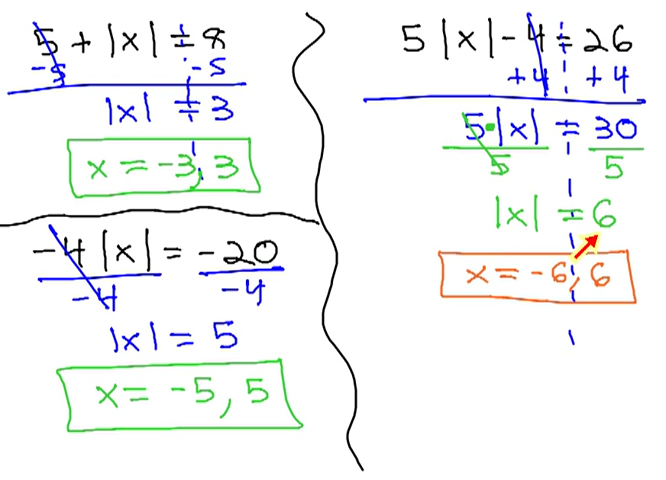 5 + |x| = 8
-5 -5
|x| = 3
x = -3, 3
-4 |x| = -20
-4 -4
|x| = 5
x = -5, 5
5 |x| - 4 = 26
+4 +4
5·|x| = 30
5 5
|x| = 6
x = -6, 6